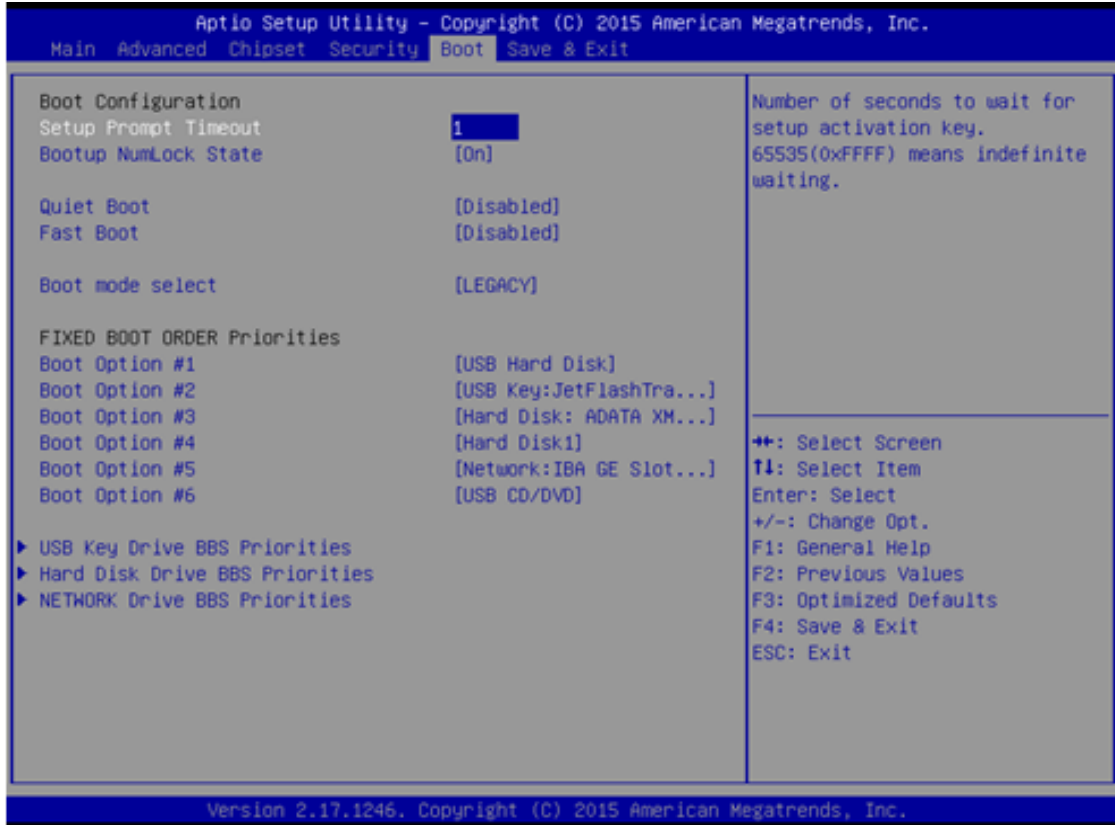 Aptio Setup Utility – Copyright (C) 2015 American Megatrends, Inc.
Main Advanced Chipset Security Boot Save & Exit
Boot Configuration
Setup Prompt Timeout 1
Bootup NumLock State [On]
Quiet Boot [Disabled]
Fast Boot [Disabled]
Boot mode select [LEGACY]
FIXED BOOT ORDER Priorities
Boot Option #1 [USB Hard Disk]
Boot Option #2 [USB Key:JetFlashTra...]
Boot Option #3 [Hard Disk: ADATA XM...]
Boot Option #4 [Hard Disk1]
Boot Option #5 [Network:IBA GE Slot...]
Boot Option #6 [USB CD/DVD]
USB Key Drive BBS Priorities
Hard Disk Drive BBS Priorities
NETWORK Drive BBS Priorities
Number of seconds to wait for
setup activation key.
65535(0xFFFF) means indefinite
waiting.
→←: Select Screen
↑↓: Select Item
Enter: Select
+/-: Change Opt.
F1: General Help
F2: Previous Values
F3: Optimized Defaults
F4: Save & Exit
ESC: Exit
Version 2.17.1246. Copyright (C) 2015 American Megatrends, Inc.